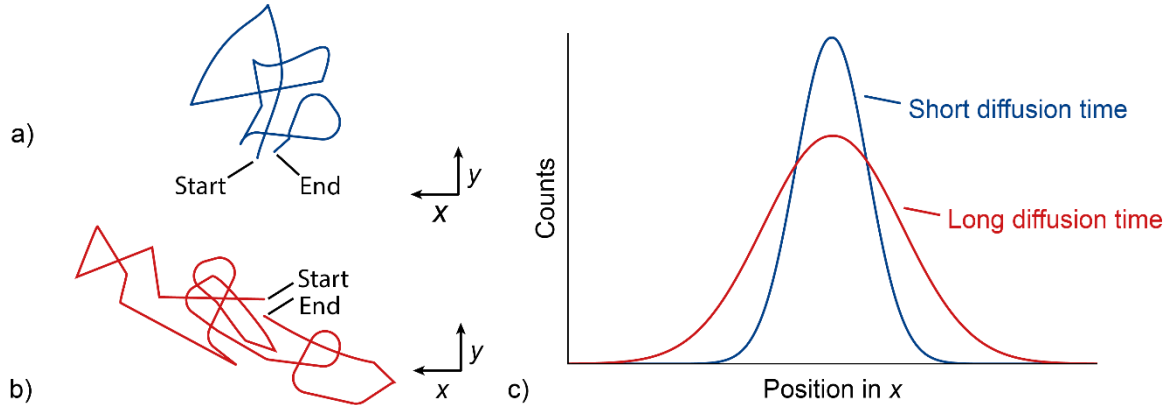 a)
Start
End
y
x
Start
End
y
x
b)
Counts
Short diffusion time
Long diffusion time
Position in x
c)